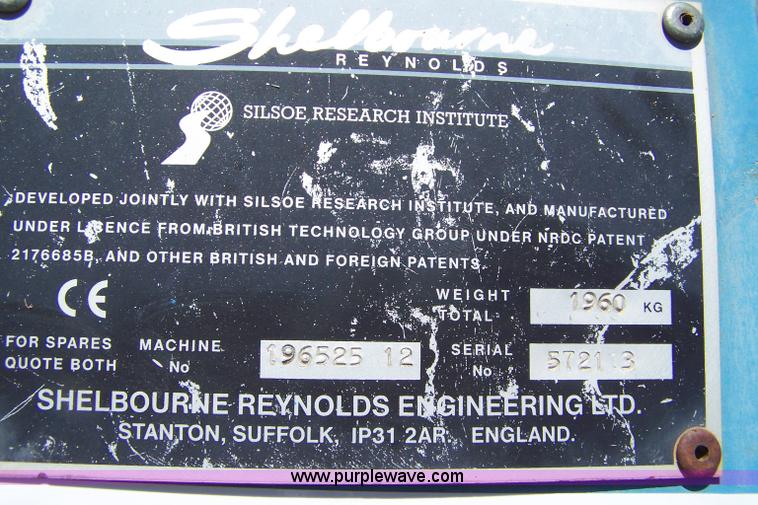 Shelbourne
REYNOLDS
SILSOE RESEARCH INSTITUTE
DEVELOPED JOINTLY WITH SILSOE RESEARCH INSTITUTE, AND MANUFACTURED
UNDER LICENCE FROM BRITISH TECHNOLOGY GROUP UNDER NRDC PATENT
2176685B, AND OTHER BRITISH AND FOREIGN PATENTS
CE
WEIGHT TOTAL 1960 KG
FOR SPARES QUOTE BOTH
MACHINE No 196525 12
SERIAL No
SHELBOURNE REYNOLDS ENGINEERING LTD.
STANTON, SUFFOLK, IP31 2AR. ENGLAND.
www.purplewave.com